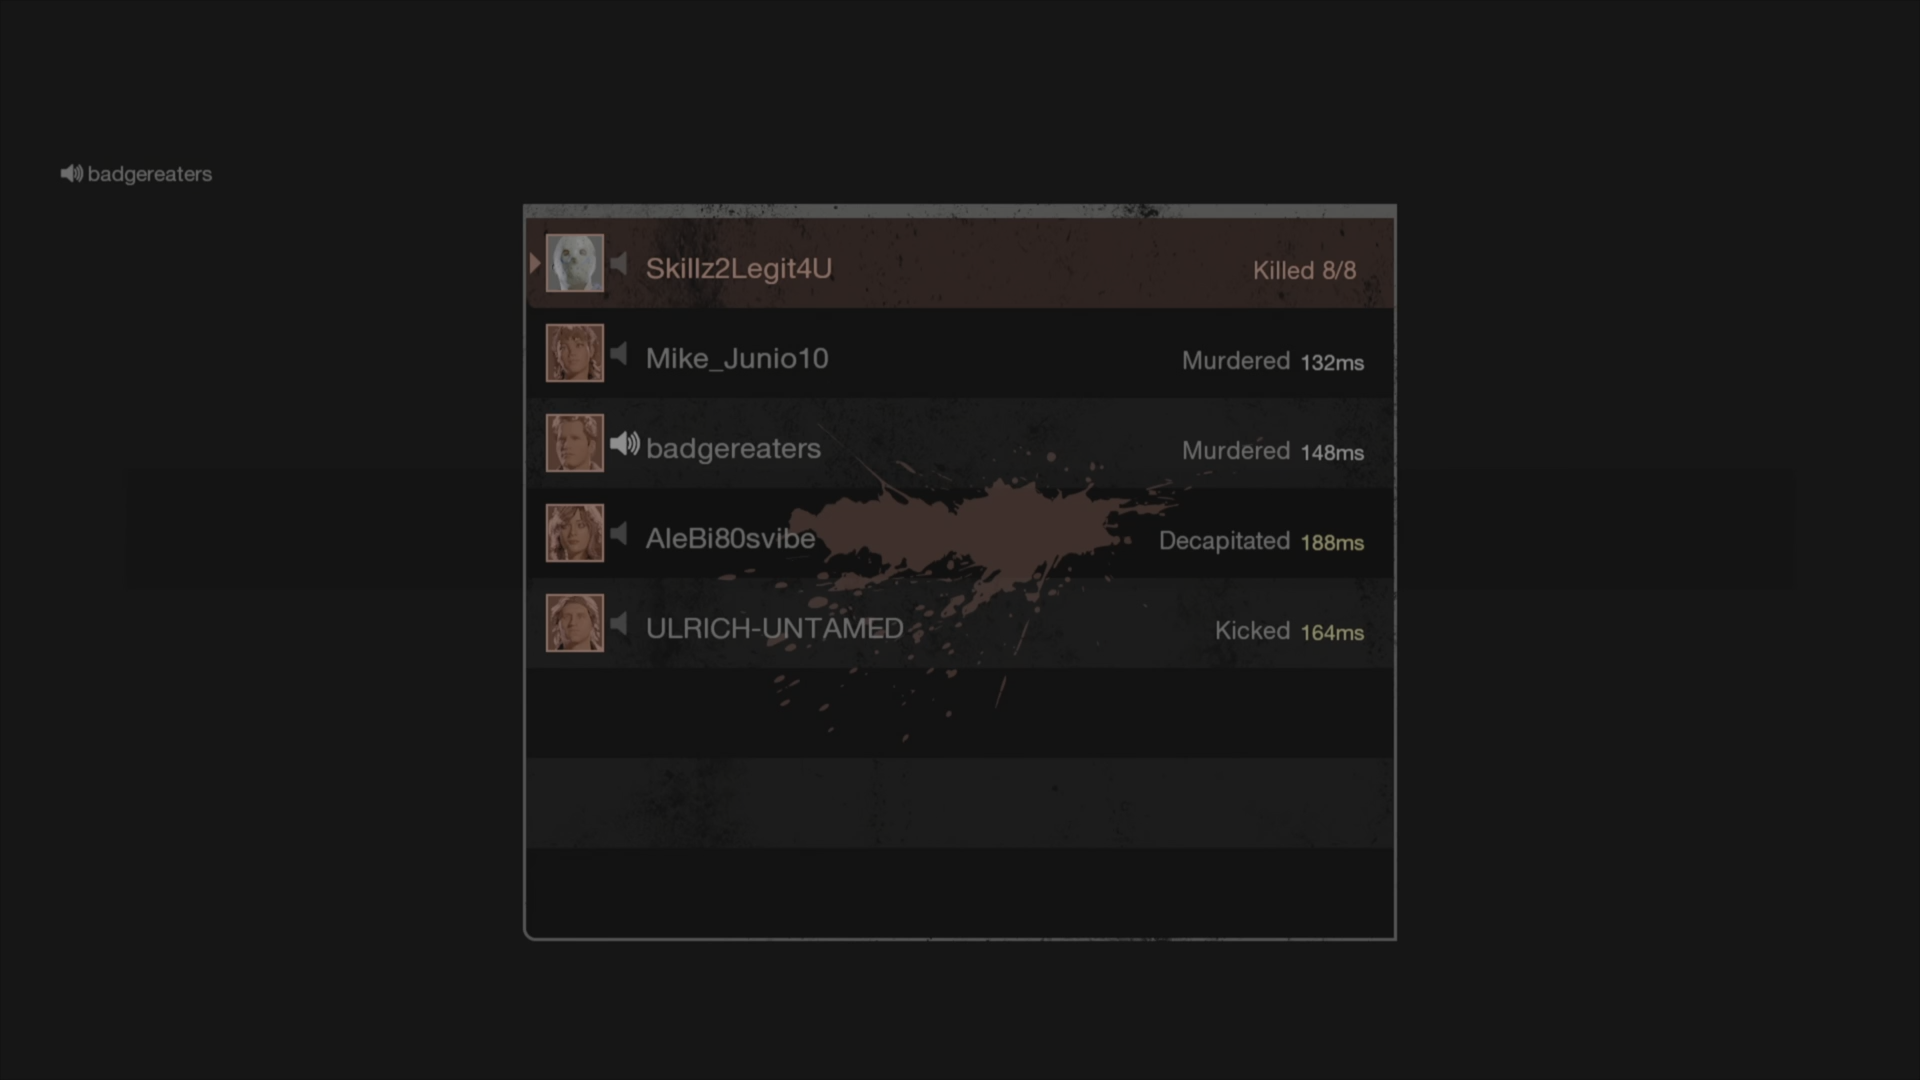 badgereaters
Skillz2Legit4U Killed 8/8
Mike_Junio10 Murdered 132ms
badgereaters Murdered 148ms
AleBi80svibe Decapitated 188ms
ULRICH-UNTAMED Kicked 164ms